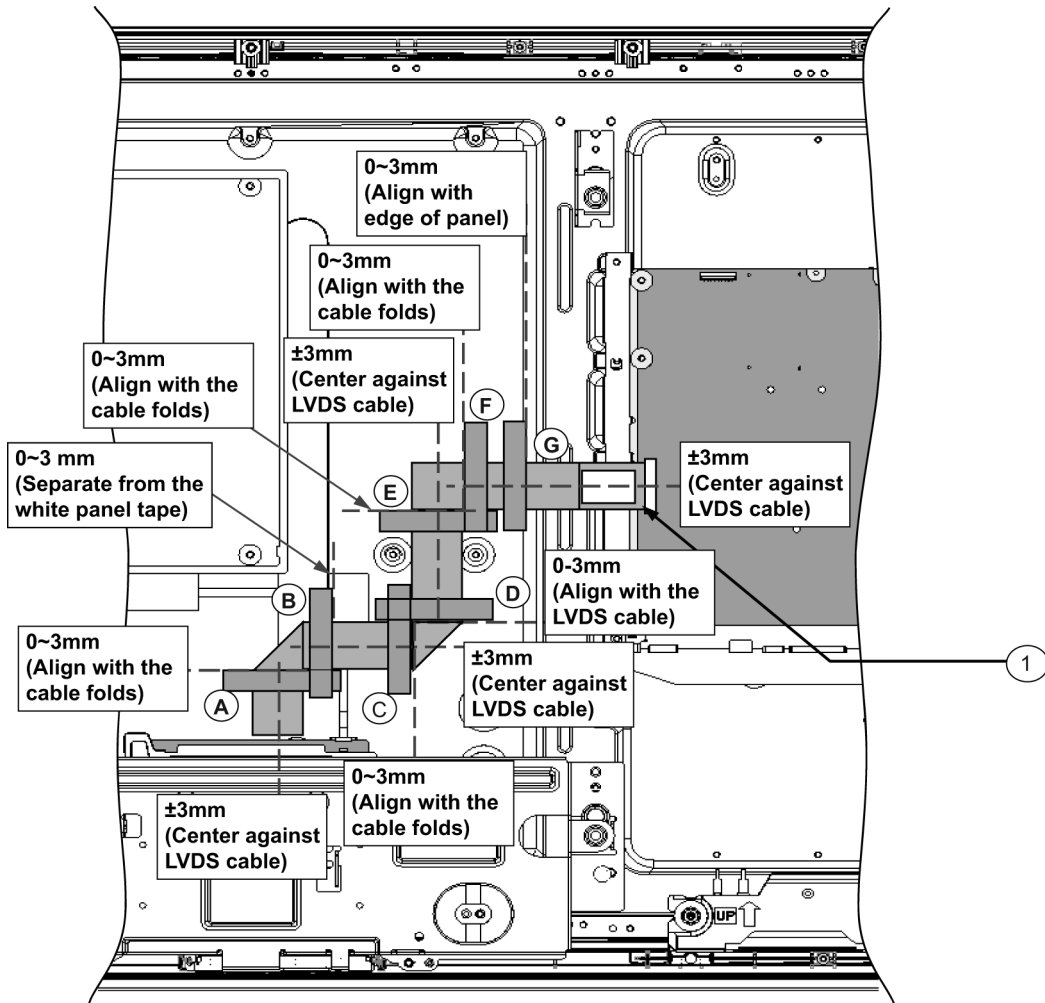 0~3mm
(Align with
edge of panel)
0~3mm
(Align with the
cable folds)
±3mm
(Center against
LVDS cable)
0~3mm
(Align with the
cable folds)
F
0~3 mm
(Separate from the
white panel tape)
G
±3mm
(Center against
LVDS cable)
E
0-3mm
(Align with the
LVDS cable)
B
D
0~3mm
(Align with the
cable folds)
±3mm
(Center against
LVDS cable)
1
A
C
0~3mm
(Align with the
cable folds)
±3mm
(Center against
LVDS cable)
UP